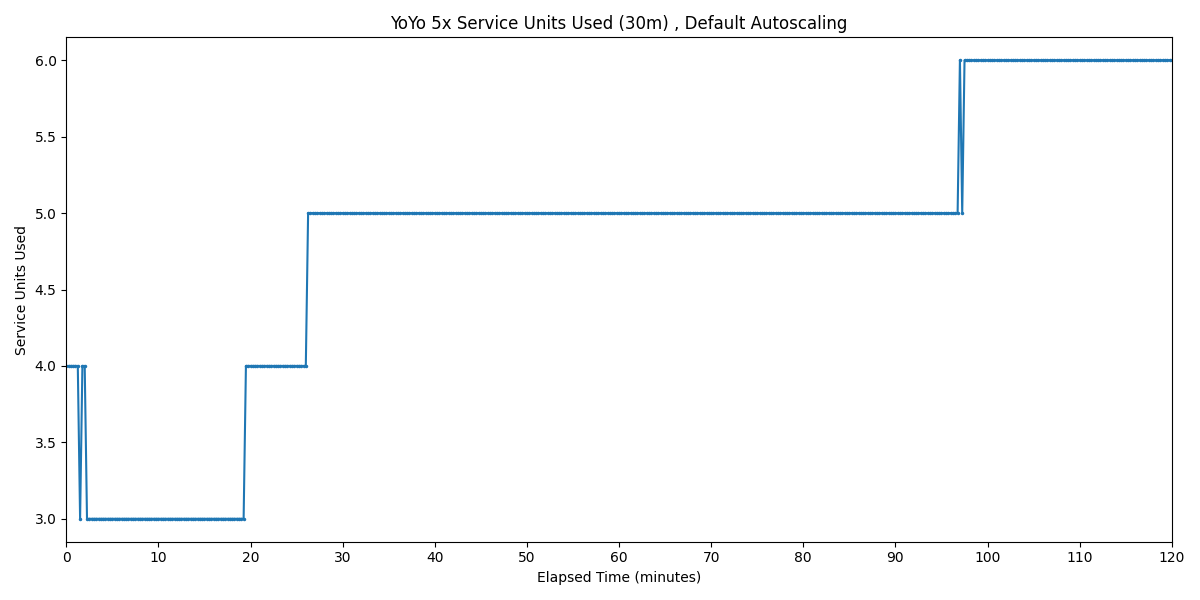 YoYo 5x Service Units Used (30m) , Default Autoscaling
6.0
5.5
5.0
4.5
4.0
3.5
3.0
Service Units Used
0 10 20 30 40 50 60 70 80 90 100 110 120
Elapsed Time (minutes)